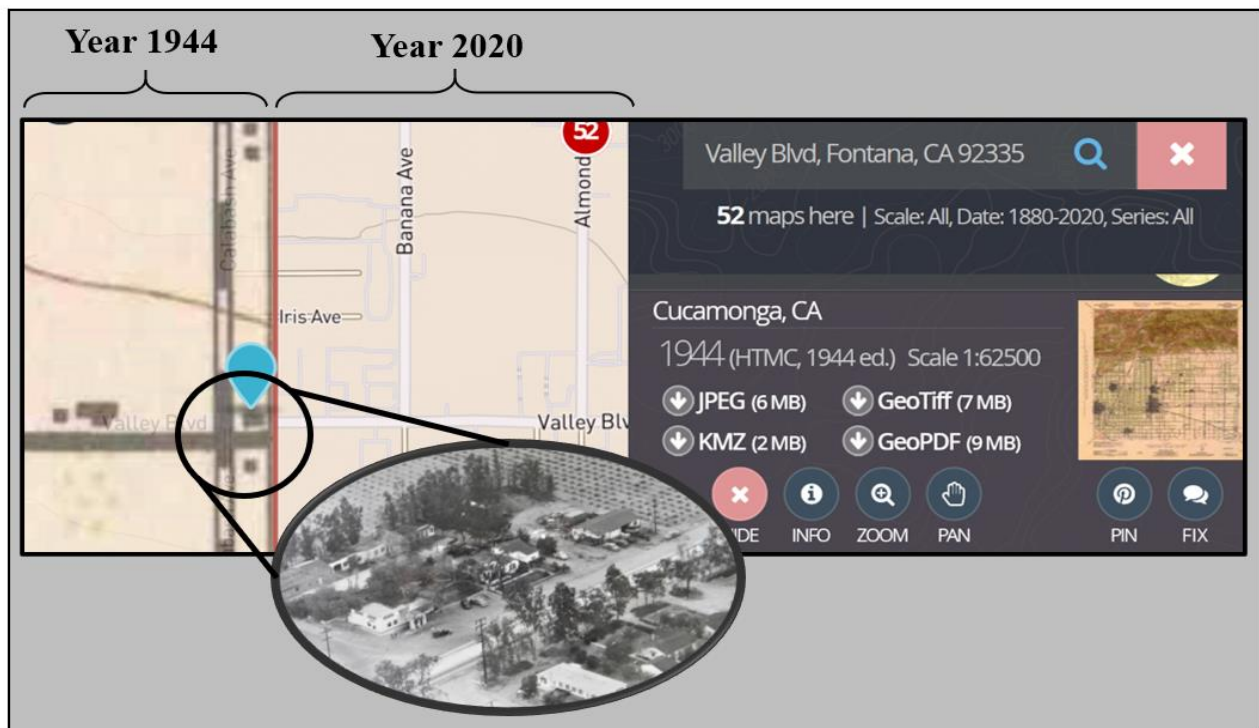 Year 1944
Year 2020
Calabash Ave
Banana Ave
52
Almond
Iris Ave
Valley Blvd
Valley Blv
Valley Blvd, Fontana, CA 92335
52 maps here | Scale: All, Date: 1880-2020, Series: All
Cucamonga, CA
1944 (HTMC, 1944 ed.) Scale 1:62500
JPEG (6 MB) GeoTiff (7 MB)
KMZ (2 MB) GeoPDF (9 MB)
IDE INFO ZOOM PAN PIN FIX